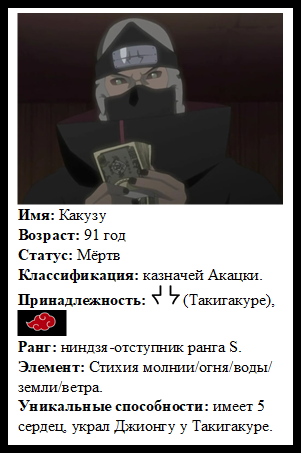 Имя: Какузу
Возраст: 91 год
Статус: Мёртв
Классификация: казначей Акацки.
Принадлежность: (Такигакуре),
Ранг: ниндзя-отступник ранга S.
Элемент: Стихия молнии/огня/воды/
земли/ветра.
Уникальные способности: имеет 5
сердец, украл Джионгу у Такигакуре.